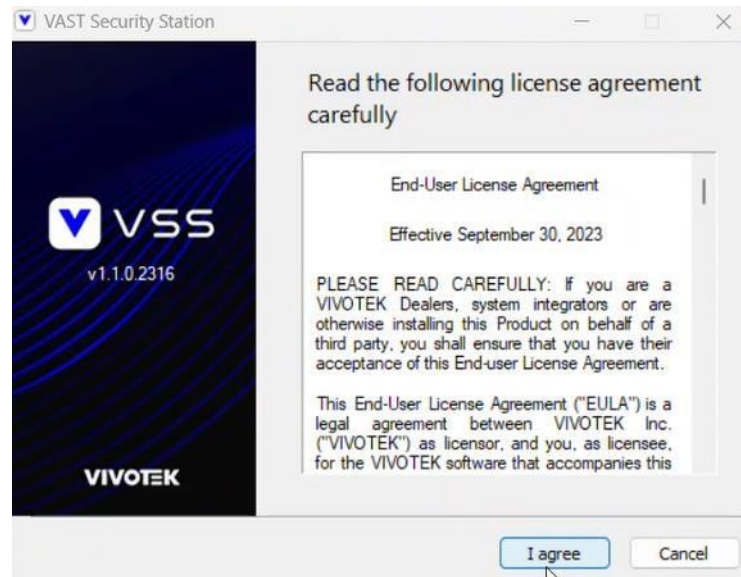 VAST Security Station
Read the following license agreement
carefully
VSS
v1.1.0.2316
VIVOTEK
End-User License Agreement
Effective September 30, 2023
PLEASE READ CAREFULLY: If you are a
VIVOTEK Dealers, system integrators or are
otherwise installing this Product on behalf of a
third party, you shall ensure that you have their
acceptance of this End-user License Agreement.
This End-User License Agreement ("EULA") is a
legal agreement between VIVOTEK Inc.
("VIVOTEK") as licensor, and you, as licensee,
for the VIVOTEK software that accompanies this
I agree
Cancel